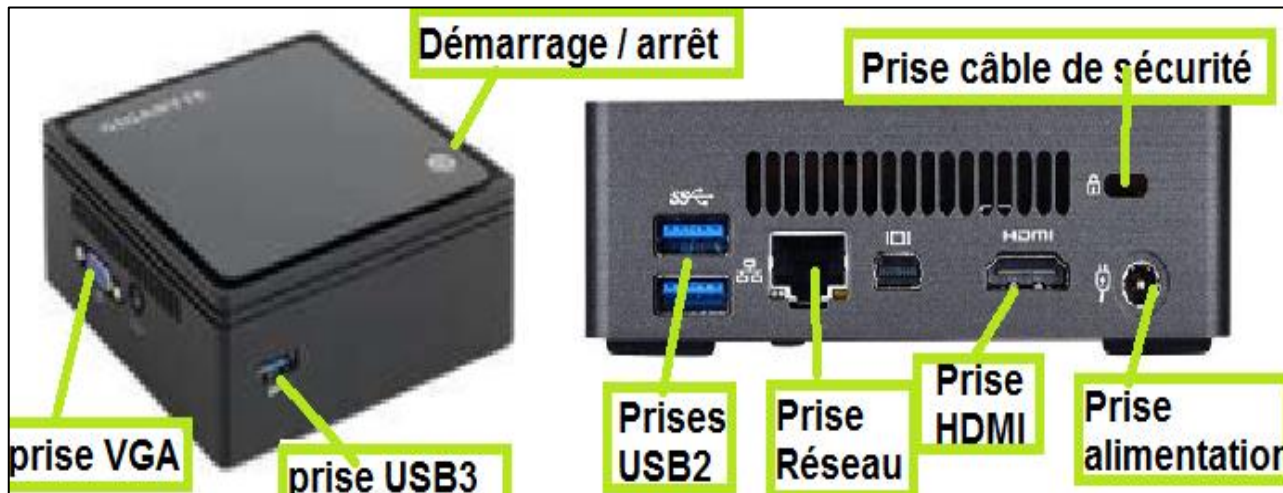 Démarrage / arrêt
Prise câble de sécurité
GIGABYTE
HDMI
prise VGA
prise USB3
Prises
USB2
Prise
Réseau
Prise
HDMI
Prise
alimentation